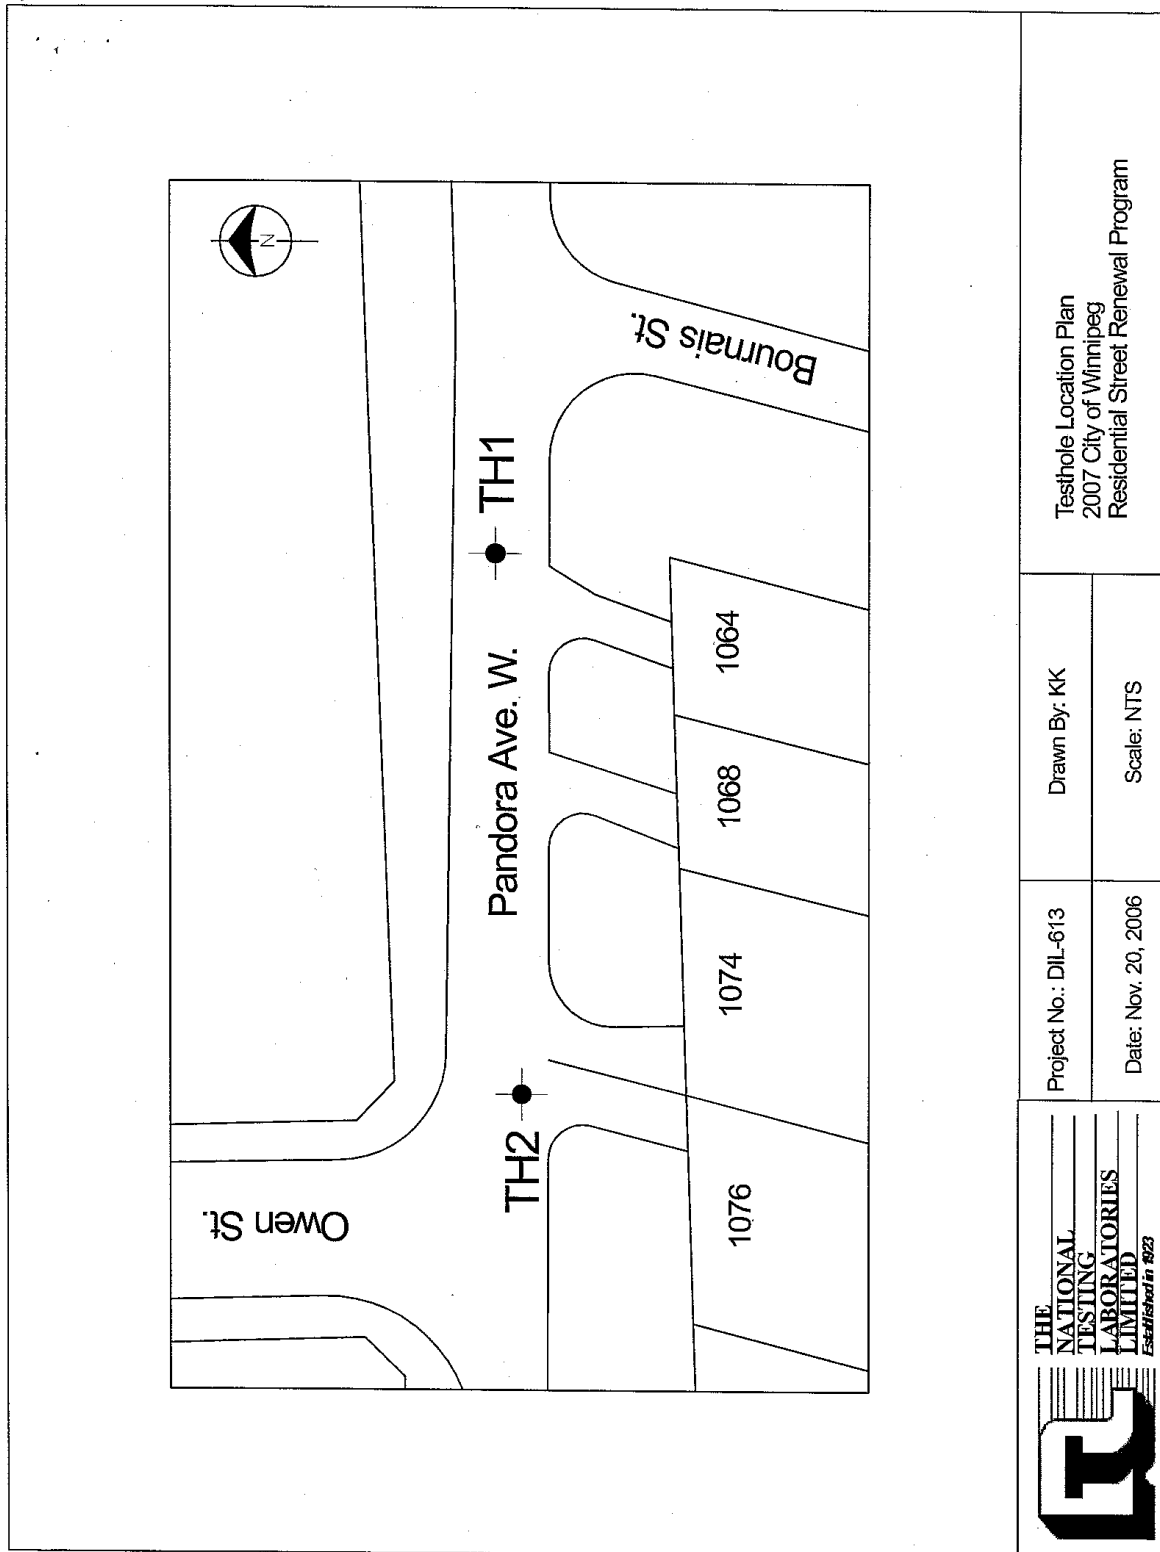 N
Owen St.
TH2
Pandora Ave. W.
TH1
Bournais St.
1076
1074
1068
1064
THE
NATIONAL
TESTING
LABORATORIES
LIMITED
Established in 1923
Project No.: DIL-613
Date: Nov. 20, 2006
Drawn By: KK
Scale: NTS
Testhole Location Plan
2007 City of Winnipeg
Residential Street Renewal Program